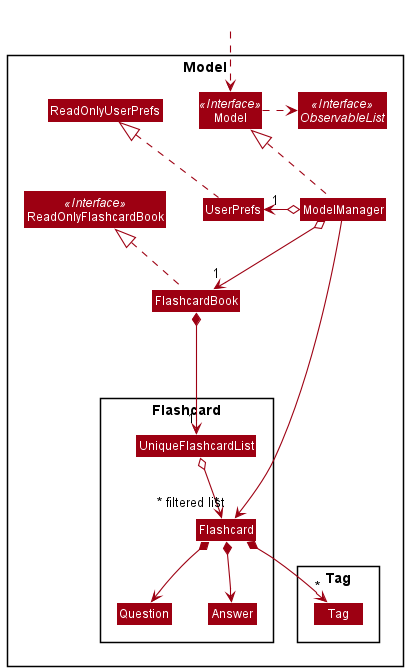 Model
ReadOnlyUserPrefs
«Interface»
Model
«Interface»
ObservableList
«Interface»
ReadOnlyFlashcardBook
UserPrefs
1
ModelManager
1
FlashcardBook
Flashcard
1
UniqueFlashcardList
* filtered list
*
Flashcard
Tag
*
Question
Answer
Tag